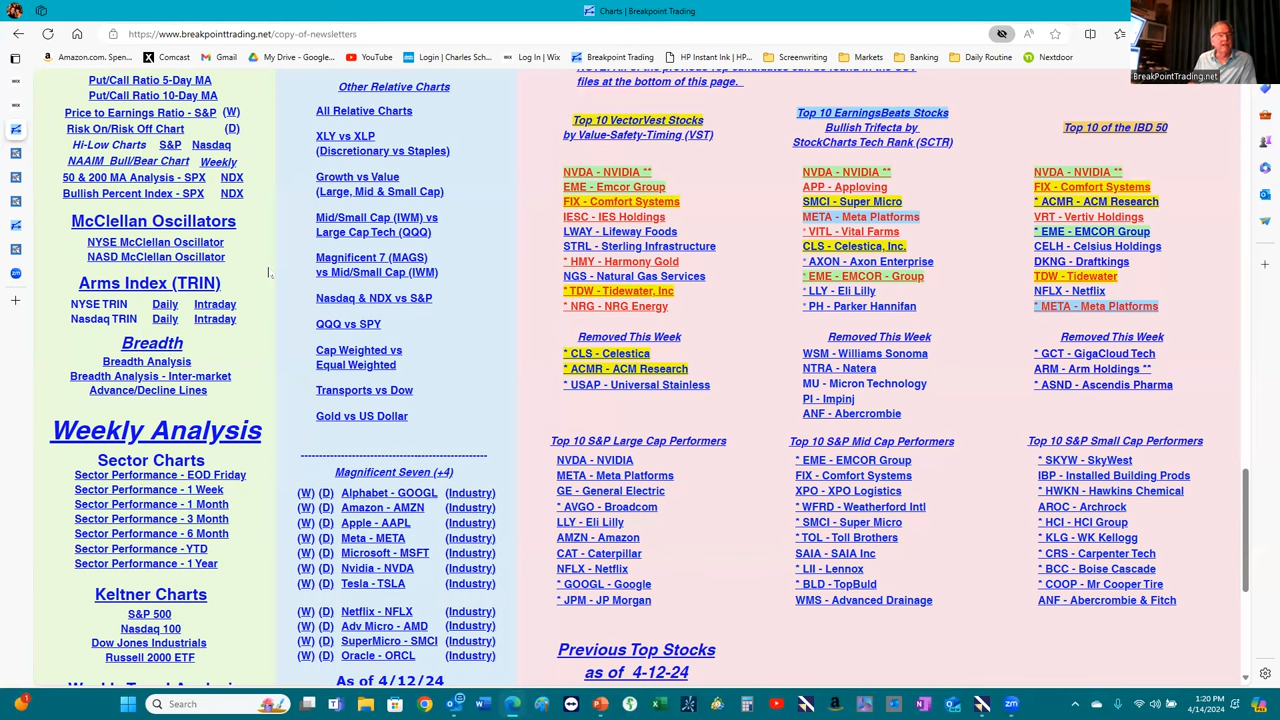 Charts | Breakpoint.Trading
https://www.breakpointtrading.net/copy-of-newsletters
Amazon.com. Spen...
Comcast
Gmail
My Drive - Google...
YouTube
Login | Charles Sch...
Log In | Wix
Breakpoint Trading
HP Instant Ink | HP...
Screenwriting
Markets
Daily Routine
Nextdoor
BreakPointTrading.net
Put/Call Ratio 5-Day MA
Put/Call Ratio 10-Day MA
Price to Earnings Ratio - S&P (W)
Risk On/Risk Off Chart (D)
Hi-Low Charts S&P Nasdaq
NAAIM Bull/Bear Chart Weekly
50 & 200 MA Analysis - SPX NDX
Bullish Percent Index - SPX NDX
McClellan Oscillators
NYSE McClellan Oscillator
NASD McClellan Oscillator
Arms Index (TRIN)
NYSE TRIN Daily Intraday
Nasdaq TRIN Daily Intraday
Breadth
Breadth Analysis
Breadth Analysis - Inter-market
Advance/Decline Lines
Weekly Analysis
Sector Charts
Sector Performance - EOD Friday
Sector Performance - 1 Week
Sector Performance - 1 Month
Sector Performance - 3 Month
Sector Performance - 6 Month
Sector Performance - YTD
Sector Performance - 1 Year
Keltner Charts
S&P 500
Nasdaq 100
Dow Jones Industrials
Russell 2000 ETF
Other Relative Charts
All Relative Charts
XLY vs XLP
(Discretionary vs Staples)
Growth vs Value
(Large, Mid & Small Cap)
Mid/Small Cap (IWM) vs
Large Cap Tech (QQQ)
Magnificent 7 (MAGS)
vs Mid/Small Cap (IWM)
Nasdaq & NDX vs S&P
QQQ vs SPY
Cap Weighted vs
Equal Weighted
Transports vs Dow
Gold vs US Dollar
Magnificent Seven (+4)
(W) (D) Alphabet - GOOGL (Industry)
(W) (D) Amazon - AMZN (Industry)
(W) (D) Apple - AAPL (Industry)
(W) (D) Meta - META (Industry)
(W) (D) Microsoft - MSFT (Industry)
(W) (D) Nvidia - NVDA (Industry)
(W) (D) Tesla - TSLA (Industry)
(W) (D) Netflix - NFLX (Industry)
(W) (D) Adv Micro - AMD (Industry)
(W) (D) SuperMicro - SMCI (Industry)
(W) (D) Oracle - ORCL (Industry)
As of 4/12/24
files at the bottom of this page.
Top 10 VectorVest Stocks
by Value-Safety-Timing (VST)
NVDA - NVIDIA **
EME - Emcor Group
FIX - Comfort Systems
IESC - IES Holdings
LWAY - Lifeway Foods
STRL - Sterling Infrastructure
* HMY - Harmony Gold
NGS - Natural Gas Services
* TDW - Tidewater, Inc
* NRG - NRG Energy
Removed This Week
* CLS - Celestica
* ACMR - ACM Research
* USAP - Universal Stainless
Top 10 EarningsBeats Stocks
Bullish Trifecta by
StockCharts Tech Rank (SCTR)
NVDA - NVIDIA **
APP - Apploving
SMCI - Super Micro
META - Meta Platforms
* VITL - Vital Farms
CLS - Celestica, Inc.
* AXON - Axon Enterprise
* EME - EMCOR - Group
* LLY - Eli Lilly
* PH - Parker Hannifan
Removed This Week
WSM - Williams Sonoma
NTRA - Natera
MU - Micron Technology
PI - Impinj
ANF - Abercrombie
Top 10 of the IBD 50
NVDA - NVIDIA **
FIX - Comfort Systems
* ACMR - ACM Research
VRT - Vertiv Holdings
* EME - EMCOR Group
CELH - Celsius Holdings
DKNG - Draftkings
TDW - Tidewater
NFLX - Netflix
* META - Meta Platforms
Removed This Week
* GCT - GigaCloud Tech
ARM - Arm Holdings **
* ASND - Ascendis Pharma
Top 10 S&P Large Cap Performers
NVDA - NVIDIA
META - Meta Platforms
GE - General Electric
* AVGO - Broadcom
LLY - Eli Lilly
AMZN - Amazon
CAT - Caterpillar
NFLX - Netflix
* GOOGL - Google
* JPM - JP Morgan
Top 10 S&P Mid Cap Performers
* EME - EMCOR Group
FIX - Comfort Systems
XPO - XPO Logistics
* WFRD - Weatherford Intl
* SMCI - Super Micro
* TOL - Toll Brothers
SAIA - SAIA Inc
* LII - Lennox
* BLD - TopBuld
WMS - Advanced Drainage
Top 10 S&P Small Cap Performers
* SKYW - SkyWest
IBP - Installed Building Prods
* HWKN - Hawkins Chemical
AROC - Archrock
* HCI - HCI Group
* KLG - WK Kellogg
* CRS - Carpenter Tech
* BCC - Boise Cascade
* COOP - Mr Cooper Tire
ANF - Abercrombie & Fitch
Previous Top Stocks
as of 4-12-24
Search
1:20 PM
4/14/2024